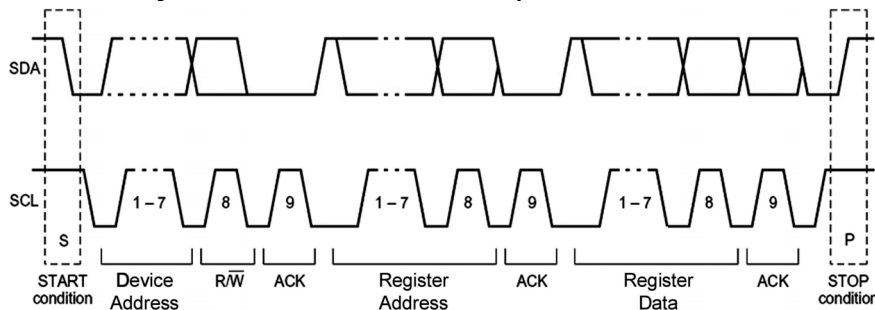 SDA
SCL
1 – 7
8
9
1 – 7
8
9
1 – 7
8
9
S
P
START
condition
Device
Address
R/W̅
ACK
Register
Address
ACK
Register
Data
ACK
STOP
condition